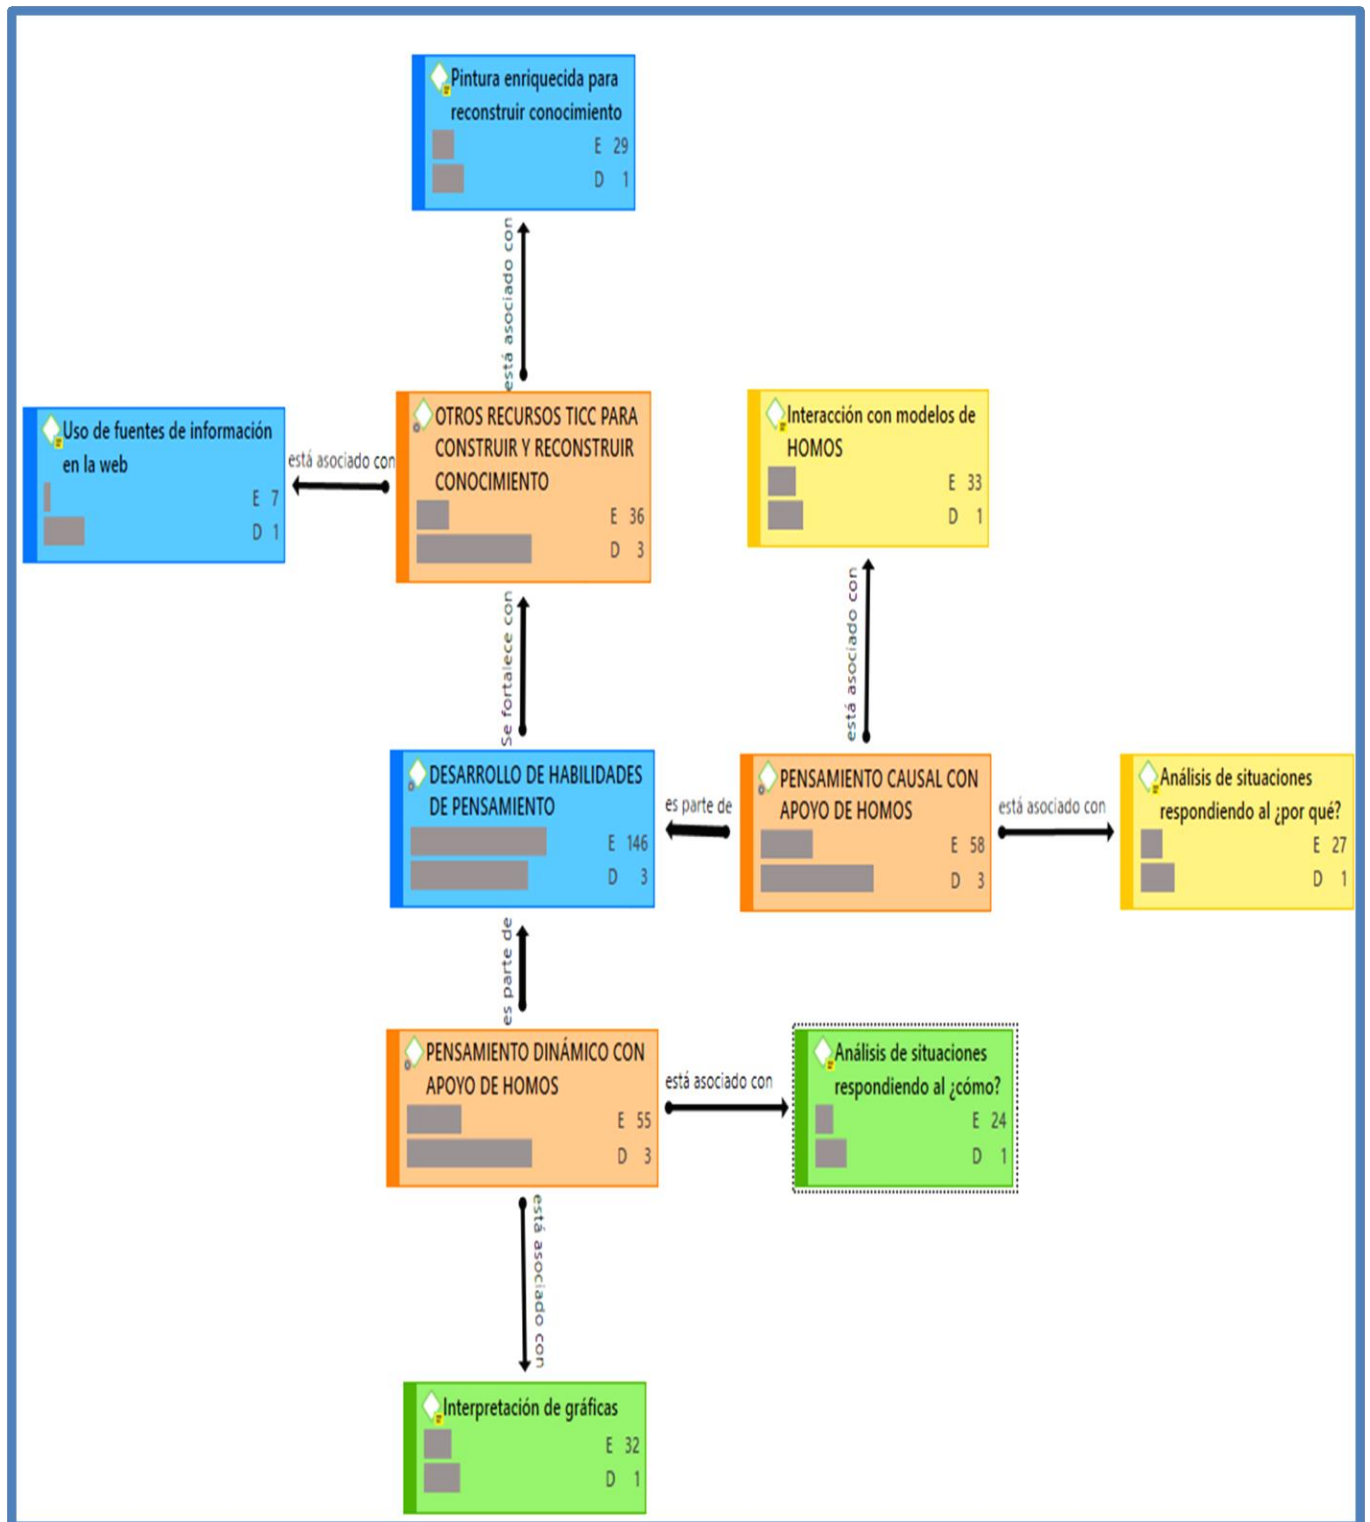 Pintura enriquecida para
reconstruir conocimiento
E 29
D 1
está asociado con
OTROS RECURSOS TICC PARA
CONSTRUIR Y RECONSTRUIR
CONOCIMIENTO
E 36
D 3
está asociado con
Uso de fuentes de información
en la web
E 7
D 1
Interacción con modelos de
HOMOS
E 33
D 1
Se fortalece con
está asociado con
DESARROLLO DE HABILIDADES
DE PENSAMIENTO
E 146
D 3
es parte de
PENSAMIENTO CAUSAL CON
APOYO DE HOMOS
E 58
D 3
está asociado con
Análisis de situaciones
respondiendo al ¿por qué?
E 27
D 1
es parte de
PENSAMIENTO DINÁMICO CON
APOYO DE HOMOS
E 55
D 3
está asociado con
Análisis de situaciones
respondiendo al ¿cómo?
E 24
D 1
está asociado con
Interpretación de gráficas
E 32
D 1